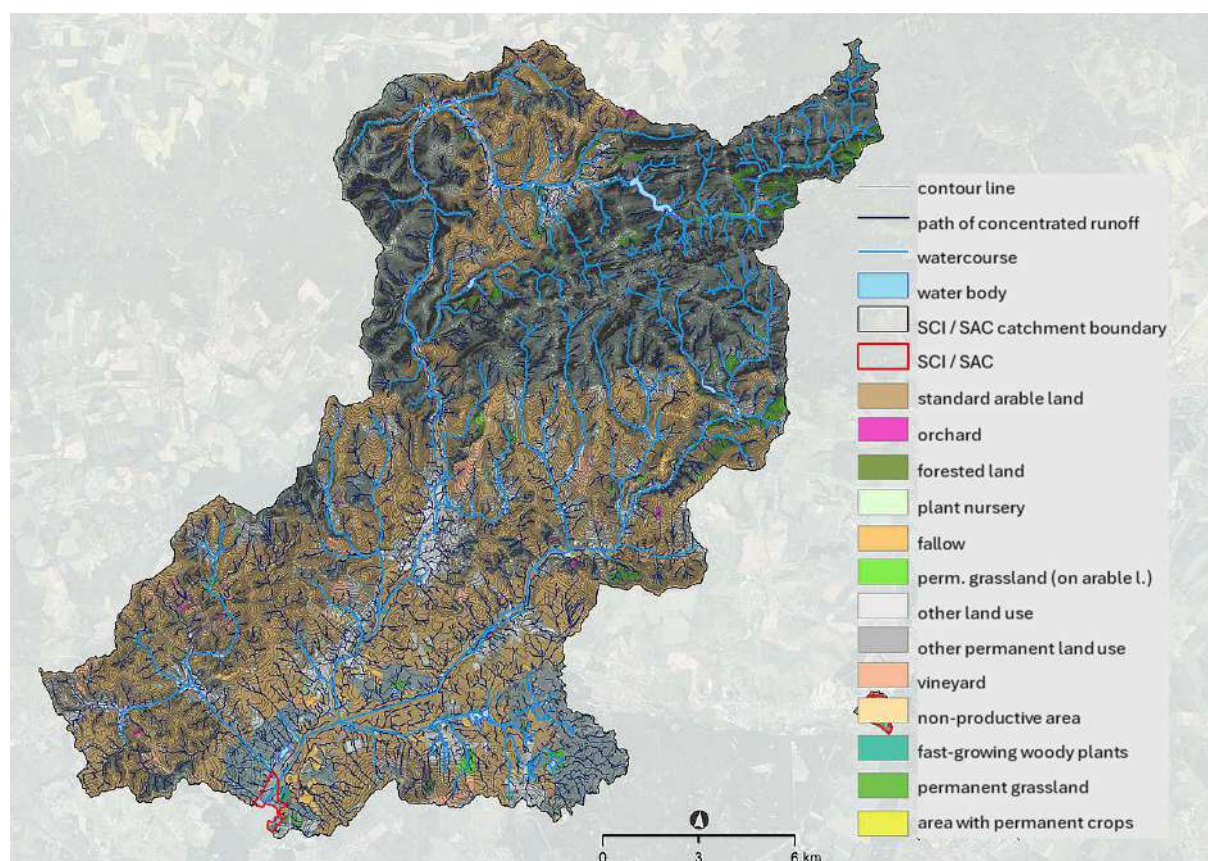 contour line
path of concentrated runoff
watercourse
water body
SCI / SAC catchment boundary
SCI / SAC
standard arable land
orchard
forested land
plant nursery
fallow
perm. grassland (on arable l.)
other land use
other permanent land use
vineyard
non-productive area
fast-growing woody plants
permanent grassland
area with permanent crops
0 3 6 km